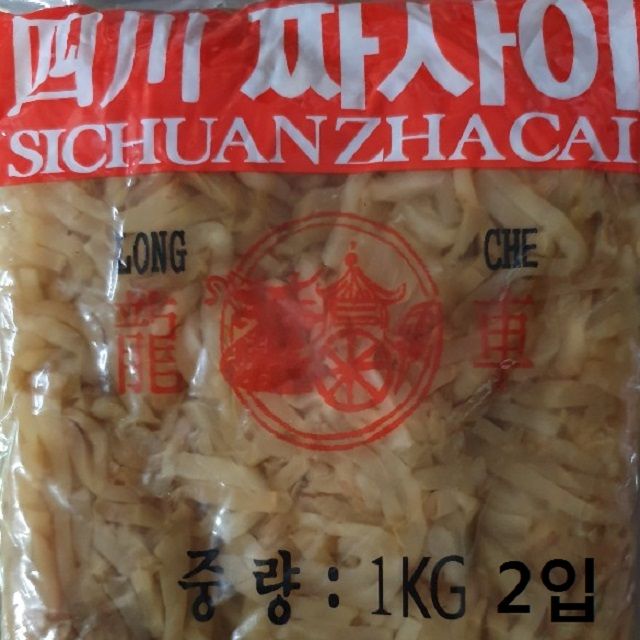 四川 짜사이
SICHUANZHACAI
LONG CHE
龍 車
중량 : 1KG 2입